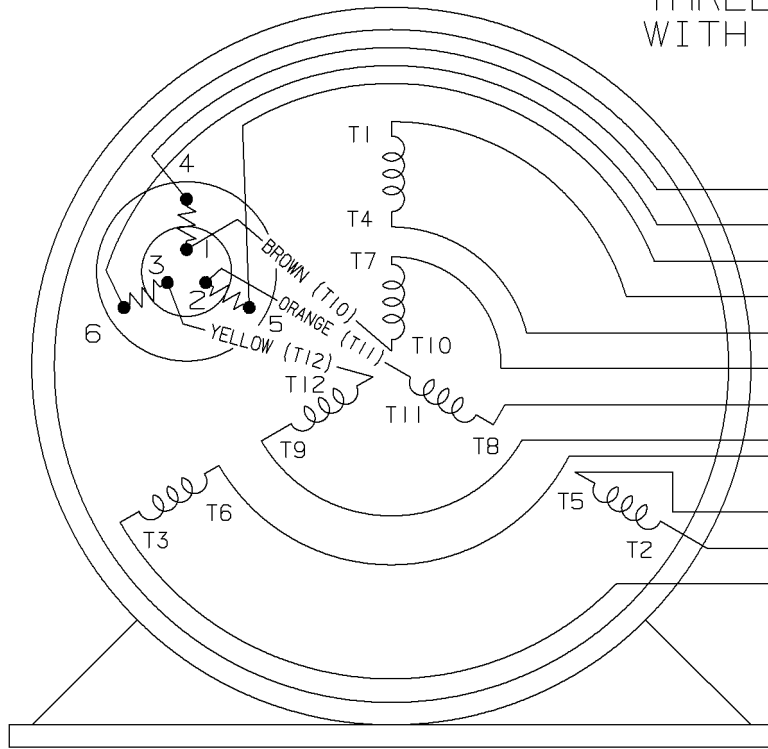 THREE
WITH
T1
4
T4
1
BROWN (T10)
T7
3
2
ORANGE (T11)
5
6
YELLOW (T12)
T10
T12
T11
T9
T8
T6
T5
T3
T2